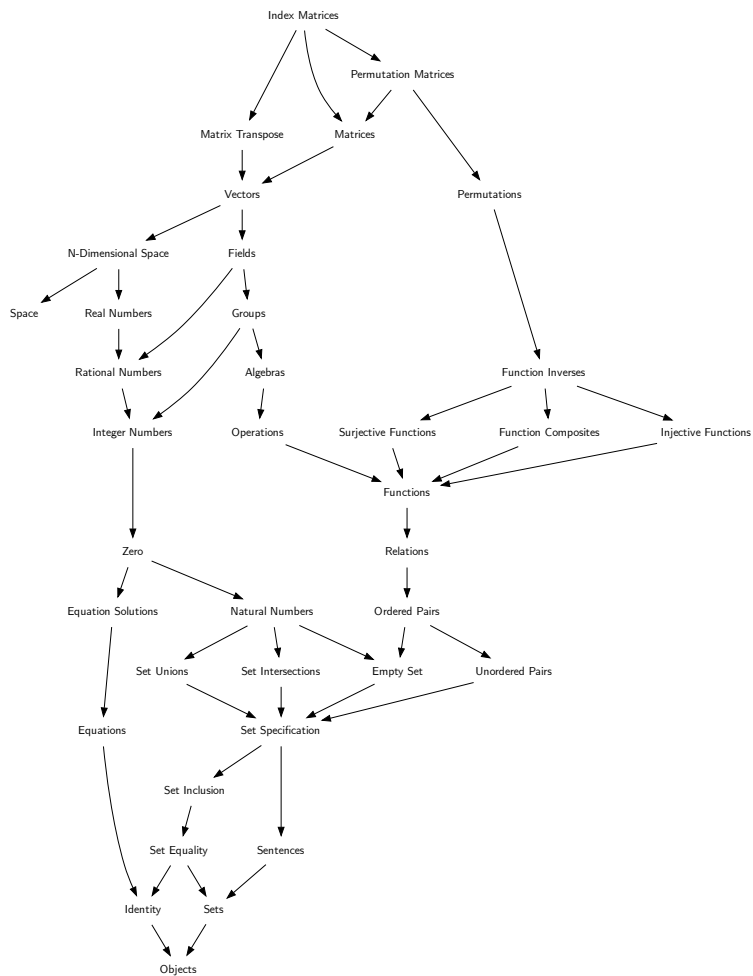 Index Matrices
Permutation Matrices
Matrix Transpose
Matrices
Vectors
Permutations
N-Dimensional Space
Fields
Space
Real Numbers
Groups
Rational Numbers
Algebras
Function Inverses
Integer Numbers
Operations
Surjective Functions
Function Composites
Injective Functions
Functions
Zero
Relations
Equation Solutions
Natural Numbers
Ordered Pairs
Set Unions
Set Intersections
Empty Set
Unordered Pairs
Equations
Set Specification
Set Inclusion
Set Equality
Sentences
Identity
Sets
Objects